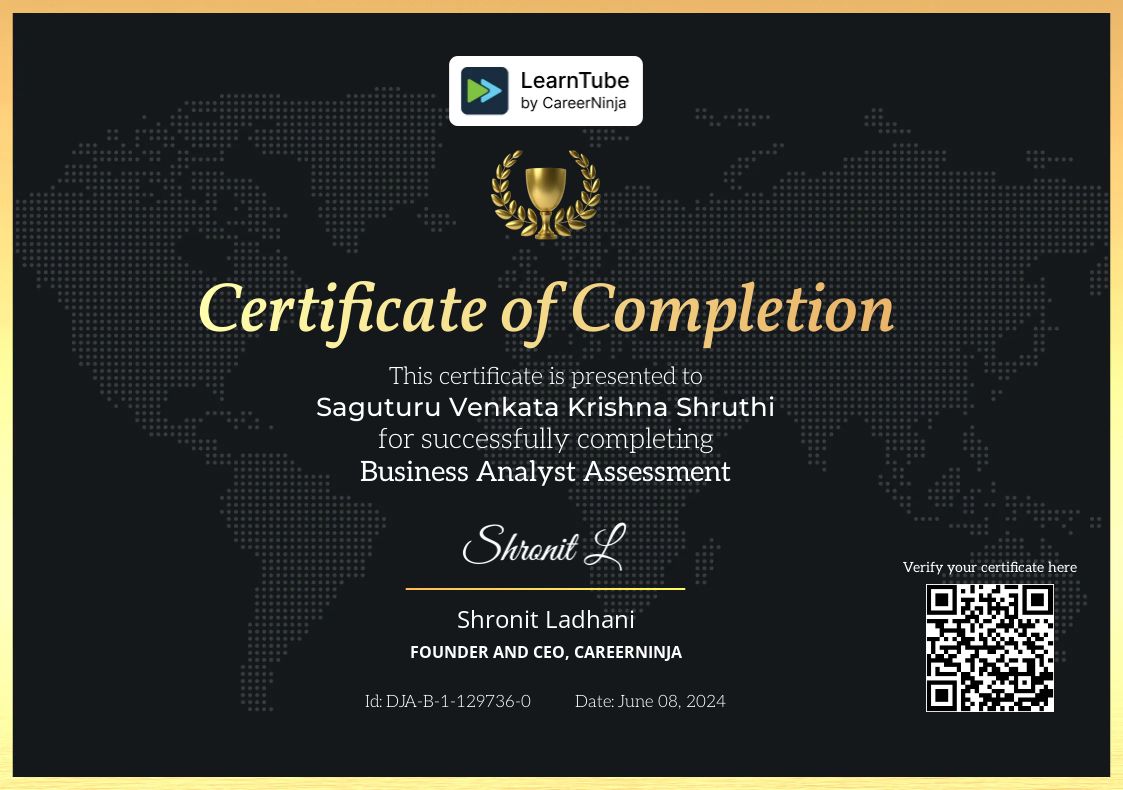 LearnTube
by CareerNinja
Certificate of Completion
This certificate is presented to
Saguturu Venkata Krishna Shruthi
for successfully completing
Business Analyst Assessment
Shronit L
Shronit Ladhani
FOUNDER AND CEO, CAREERNINJA
Id: DJA-B-1-129736-0 Date: June 08, 2024
Verify your certificate here